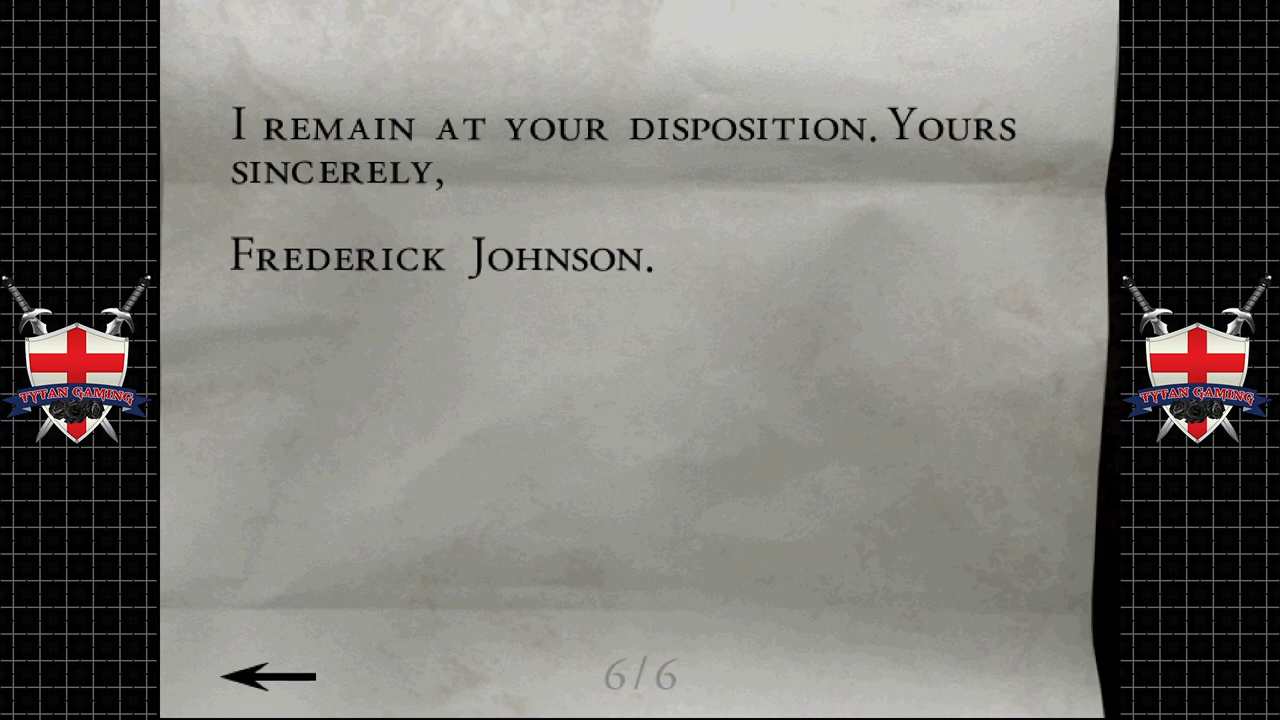 I remain at your disposition. Yours
sincerely,
Frederick Johnson.
TYTAN GAMING
TYTAN GAMING
6/6